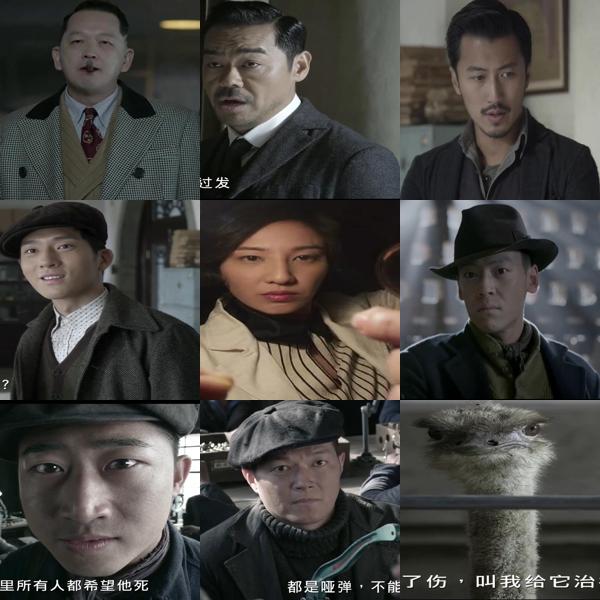 过发
?
里所有人都希望他死
都是哑弹，不能
了伤，叫我给它治